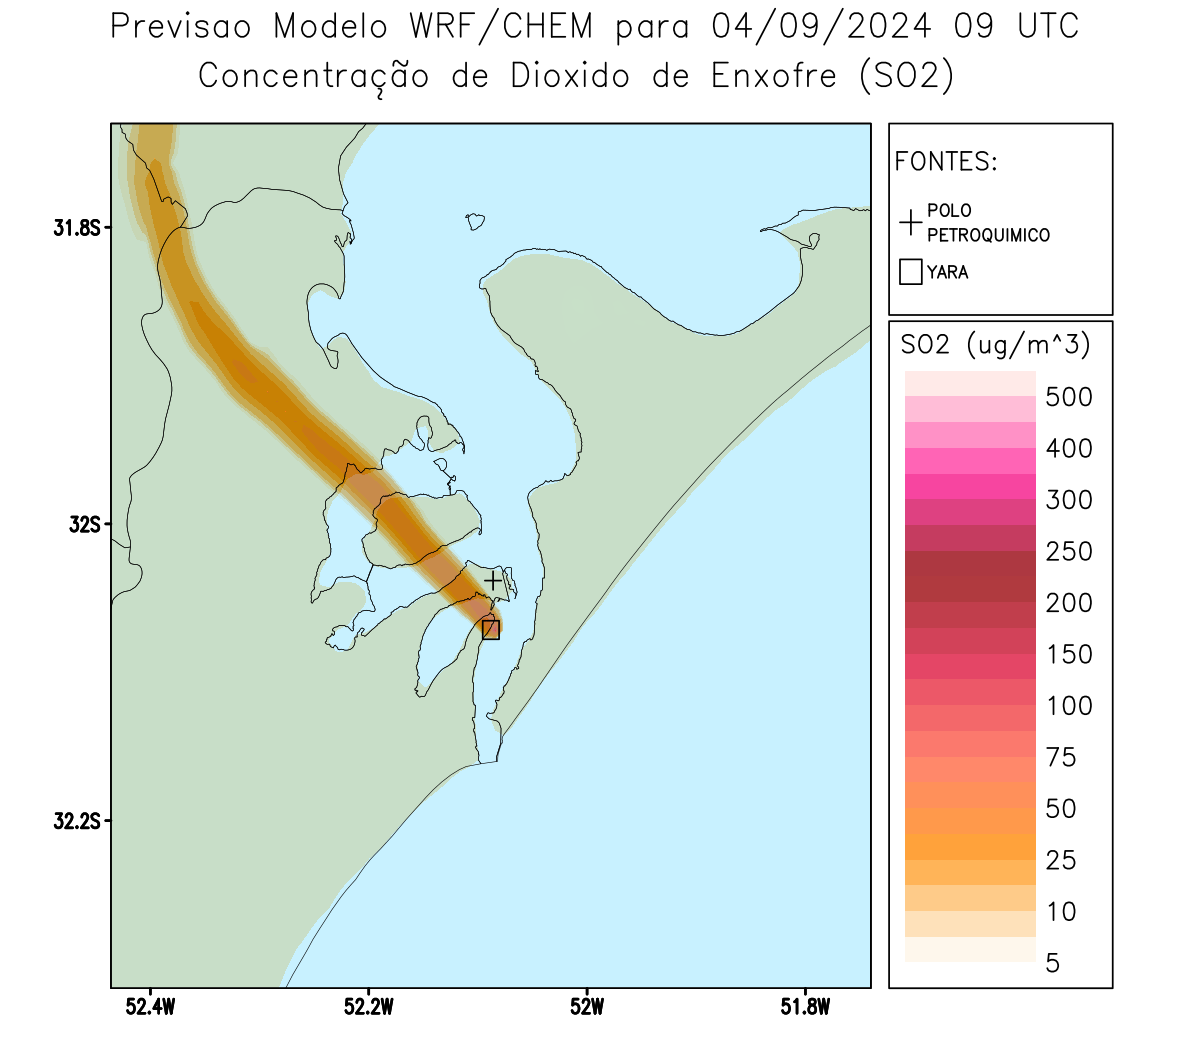 Previsao Modelo WRF/CHEM para 04/09/2024 09 UTC
Concentração de Dioxido de Enxofre (SO2)
FONTES:
POLO
PETROQUIMICO
YARA
SO2 (ug/m^3)
500
400
300
250
200
150
100
75
50
25
10
5
31.8S
32S
32.2S
52.4W
52.2W
52W
51.8W